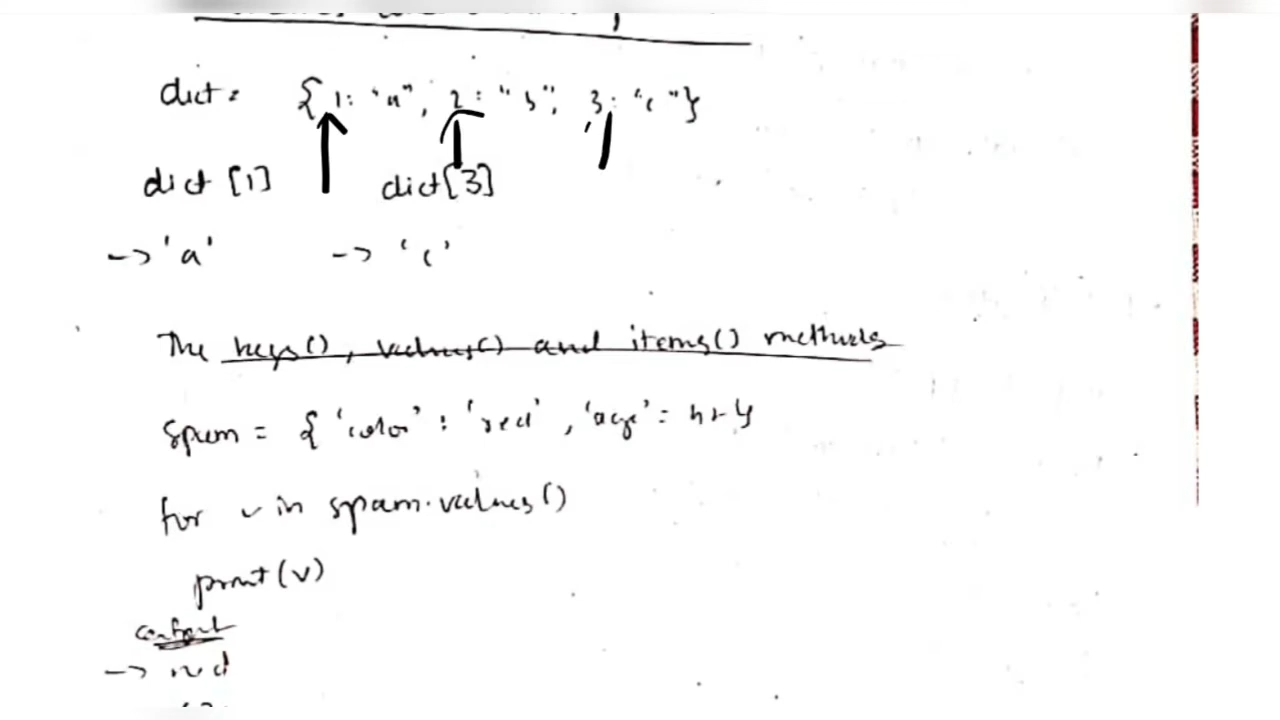 dict = {1: "a", 2: "b", 3: "c"}
dict [1] dict[3]
-> 'a' -> 'c'
The keys(), values() and items() methods
spam = { 'color' : 'red', 'age' : 42 }
for v in spam.values()
print(v)
output
-> red